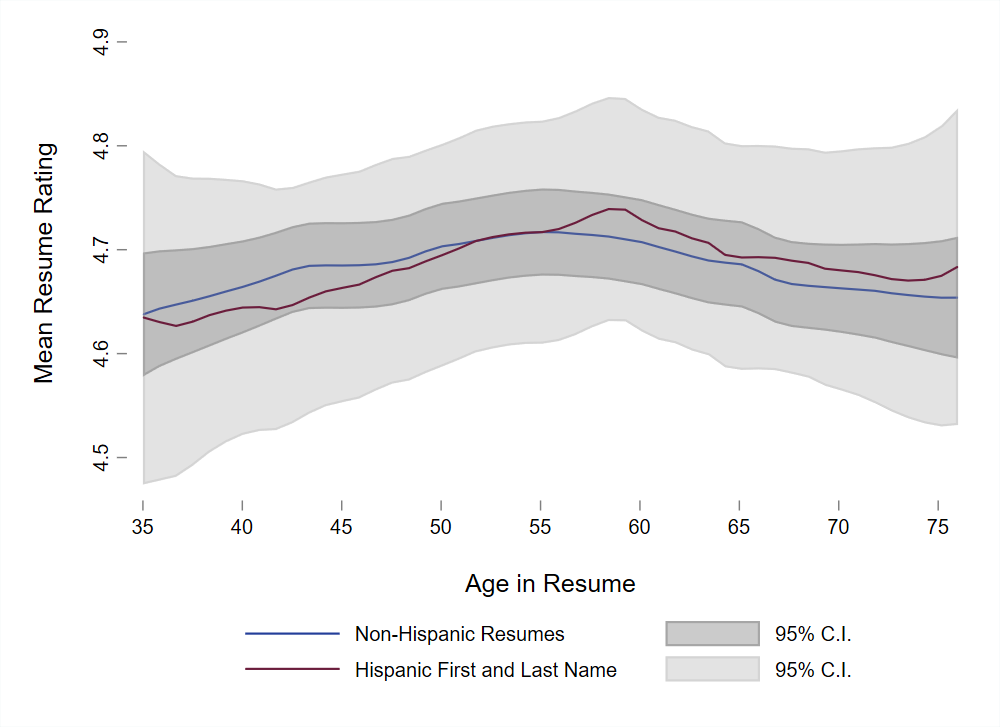 4.9
4.8
4.7
4.6
4.5
Mean Resume Rating
35 40 45 50 55 60 65 70 75
Age in Resume
Non-Hispanic Resumes 95% C.I.
Hispanic First and Last Name 95% C.I.